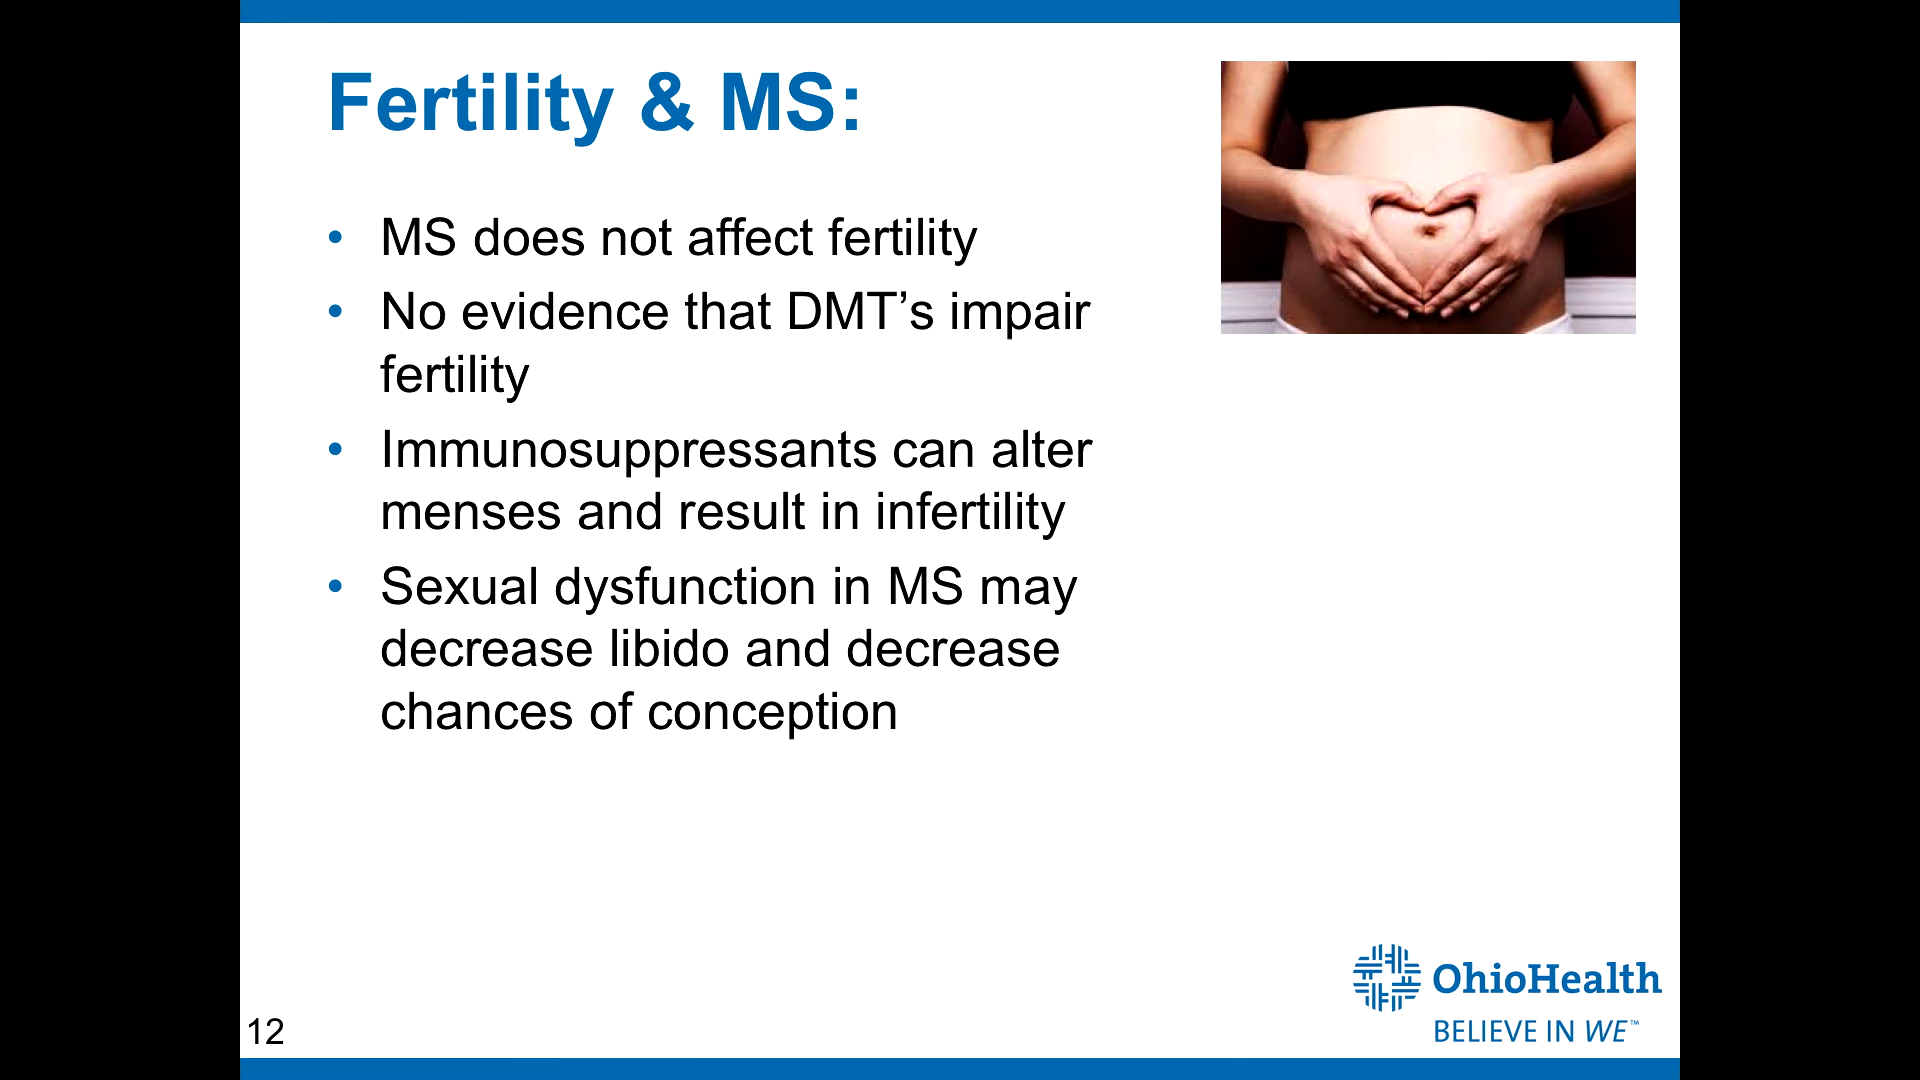 Fertility & MS:
• MS does not affect fertility
• No evidence that DMT’s impair
fertility
• Immunosuppressants can alter
menses and result in infertility
• Sexual dysfunction in MS may
decrease libido and decrease
chances of conception
OhioHealth
BELIEVE IN WE™
12